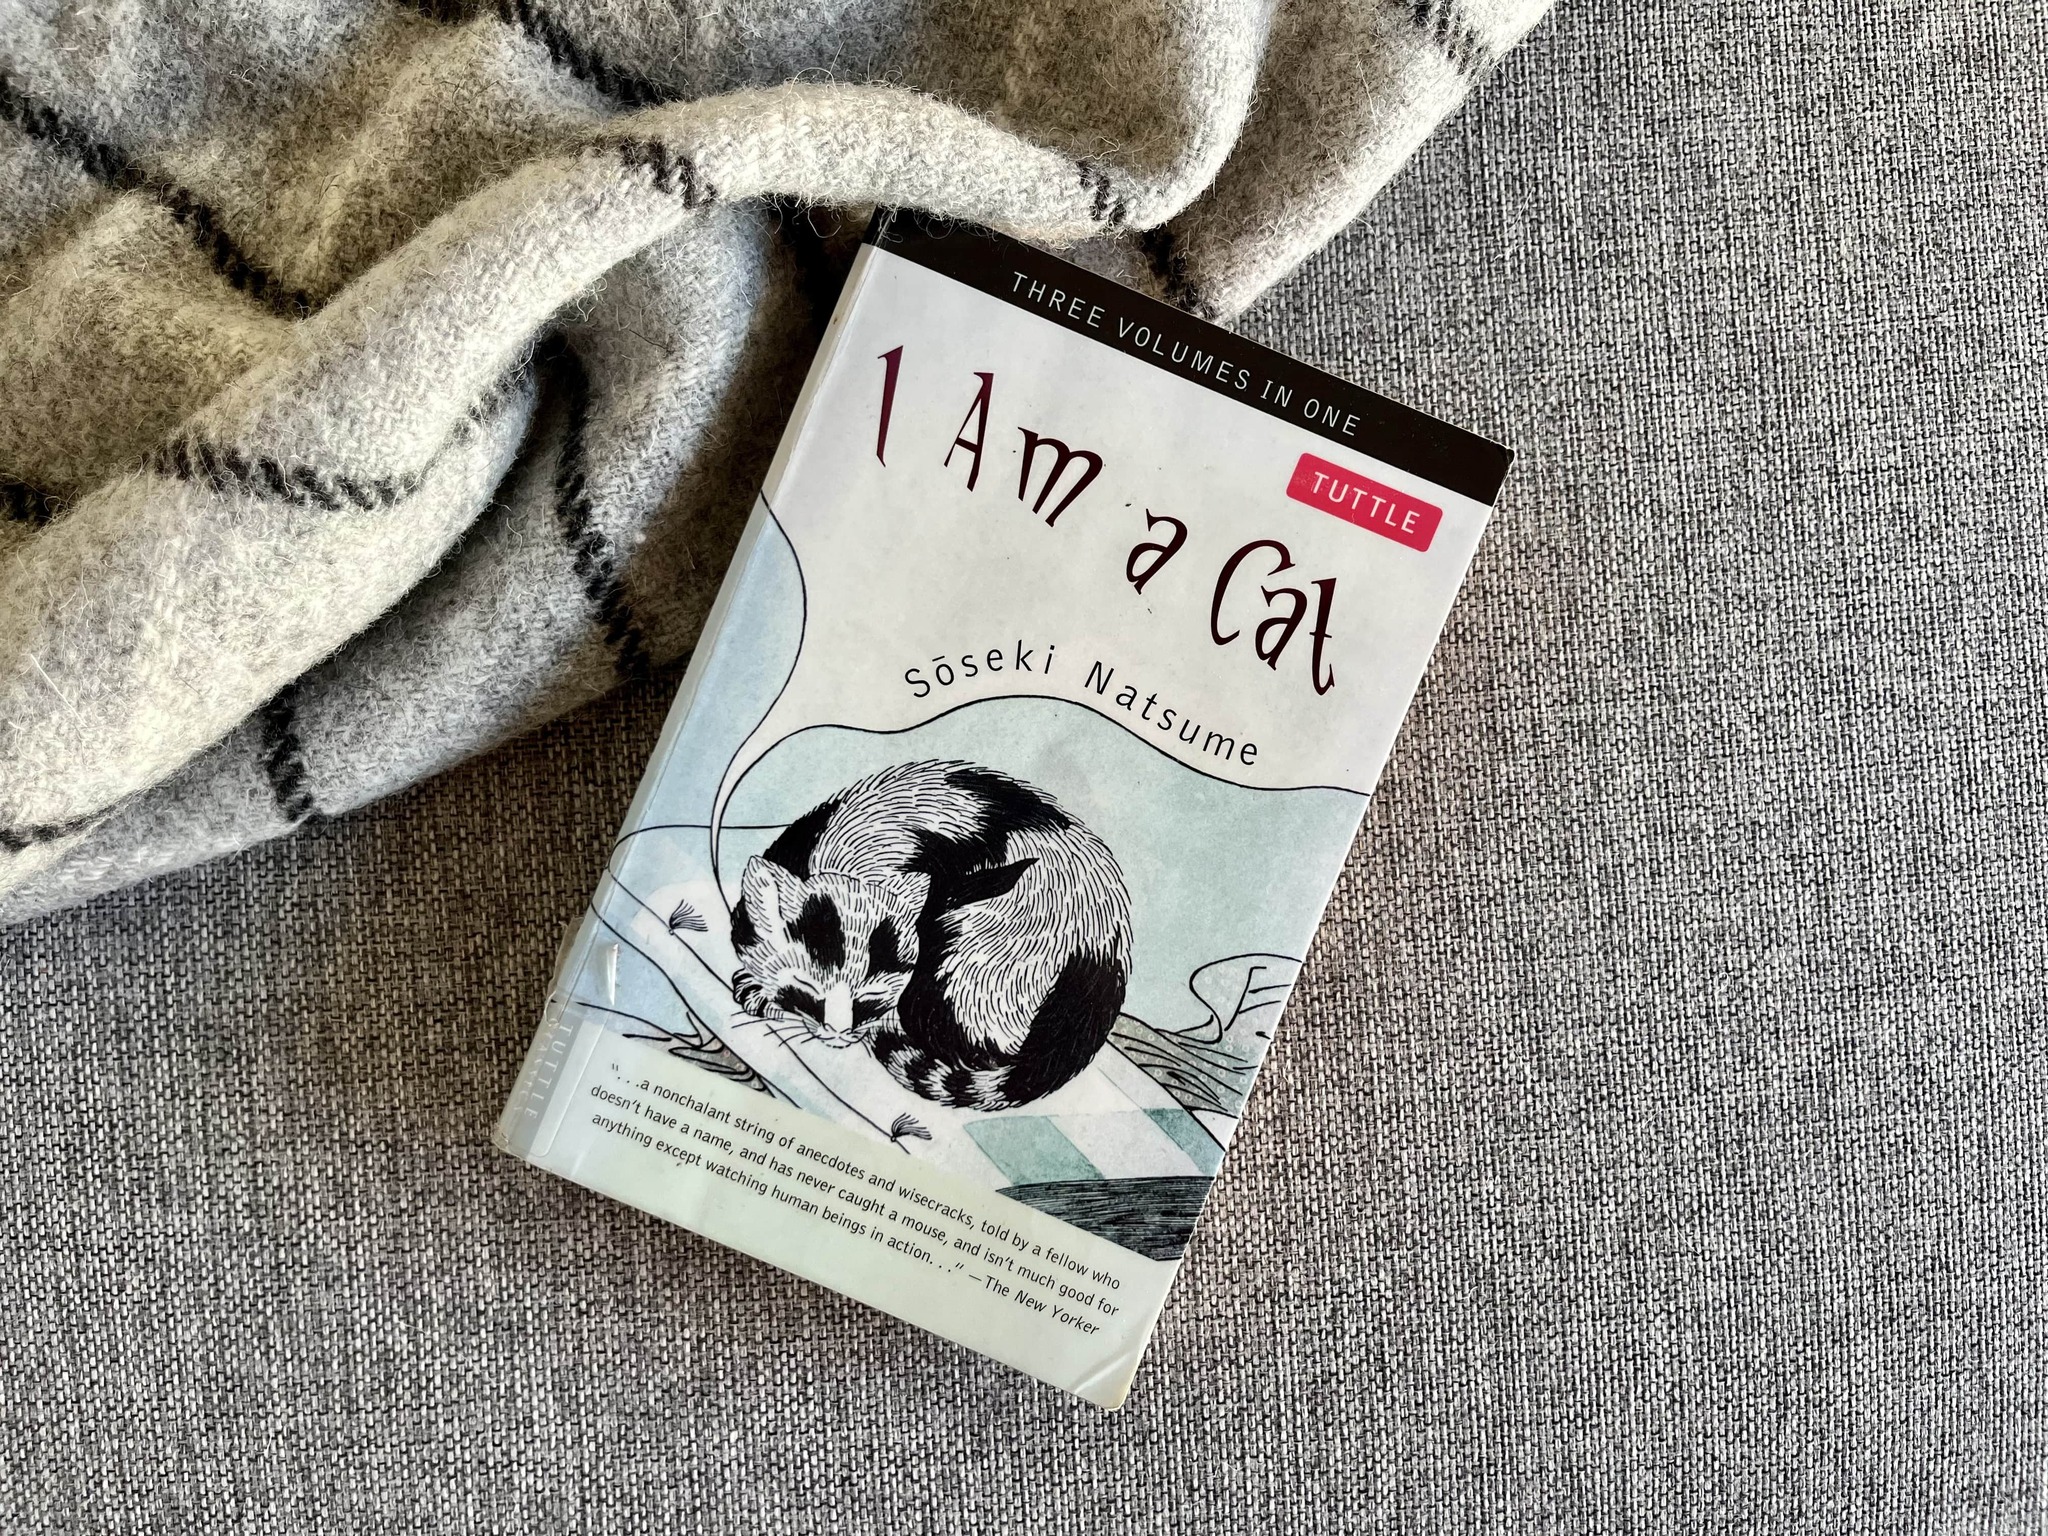 THREE VOLUMES IN ONE
TUTTLE
I Am a Cat
Sōseki Natsume
“. . .a nonchalant string of anecdotes and wisecracks, told by a fellow who
doesn’t have a name, and has never caught a mouse, and isn’t much good for
anything except watching human beings in action. . .” —The New Yorker
TUTTLE
CLASSICS